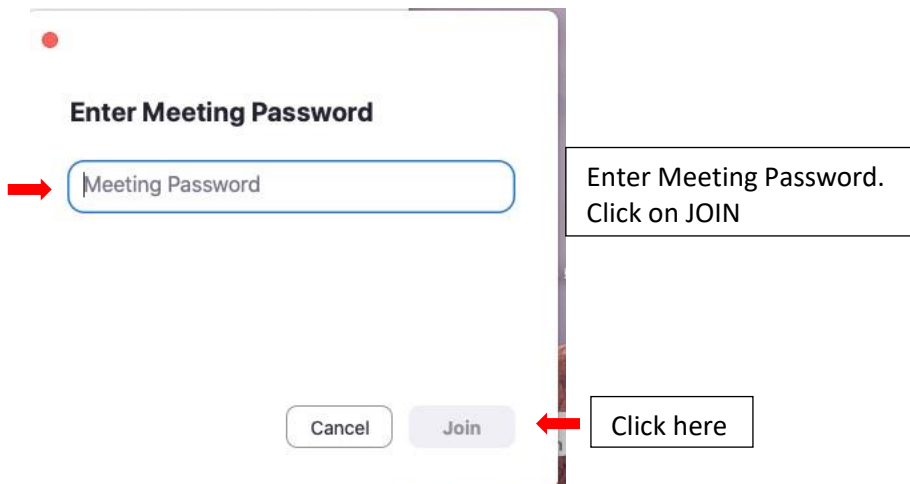 Enter Meeting Password
Meeting Password
Enter Meeting Password.
Click on JOIN
Cancel
Join
Click here